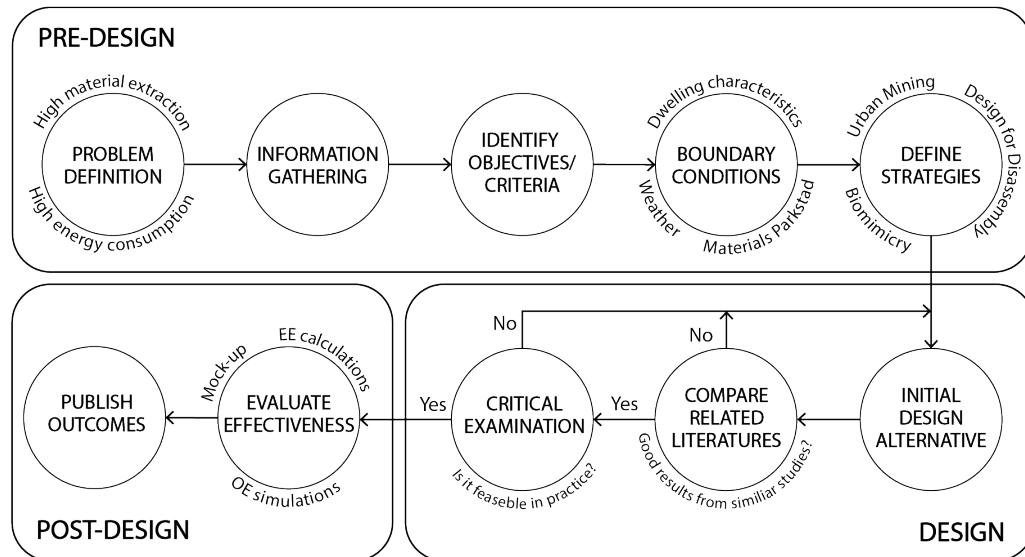 PRE-DESIGN
High material extraction
PROBLEM
DEFINITION
High energy consumption
INFORMATION
GATHERING
IDENTIFY
OBJECTIVES/
CRITERIA
Dwelling characteristics
BOUNDARY
CONDITIONS
Weather
Materials Parkstad
Urban Mining
Design for Disassembly
DEFINE
STRATEGIES
Biomimicry
No
No
INITIAL
DESIGN
ALTERNATIVE
COMPARE
RELATED
LITERATURES
Good results from similiar studies?
Yes
CRITICAL
EXAMINATION
Is it feaseble in practice?
Yes
EE calculations
Mock-up
EVALUATE
EFFECTIVENESS
OE simulations
PUBLISH
OUTCOMES
POST-DESIGN
DESIGN